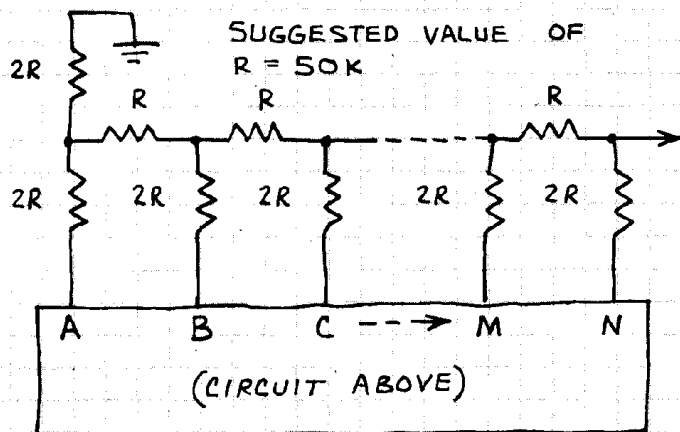 SUGGESTED VALUE OF
R = 50K
2R
R
R
R
2R
2R
2R
2R
2R
A B C M N
(CIRCUIT ABOVE)